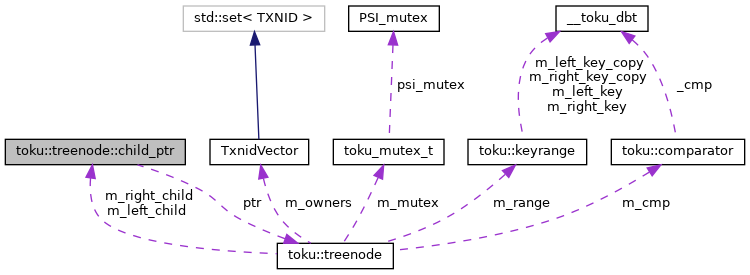 std::set< TXNID >
PSI_mutex
__toku_dbt
psi_mutex
m_left_key_copy
m_right_key_copy
m_left_key
m_right_key
_cmp
toku::treenode::child_ptr
TxnidVector
toku_mutex_t
toku::keyrange
toku::comparator
m_right_child
m_left_child
ptr
m_owners
m_mutex
m_range
m_cmp
toku::treenode